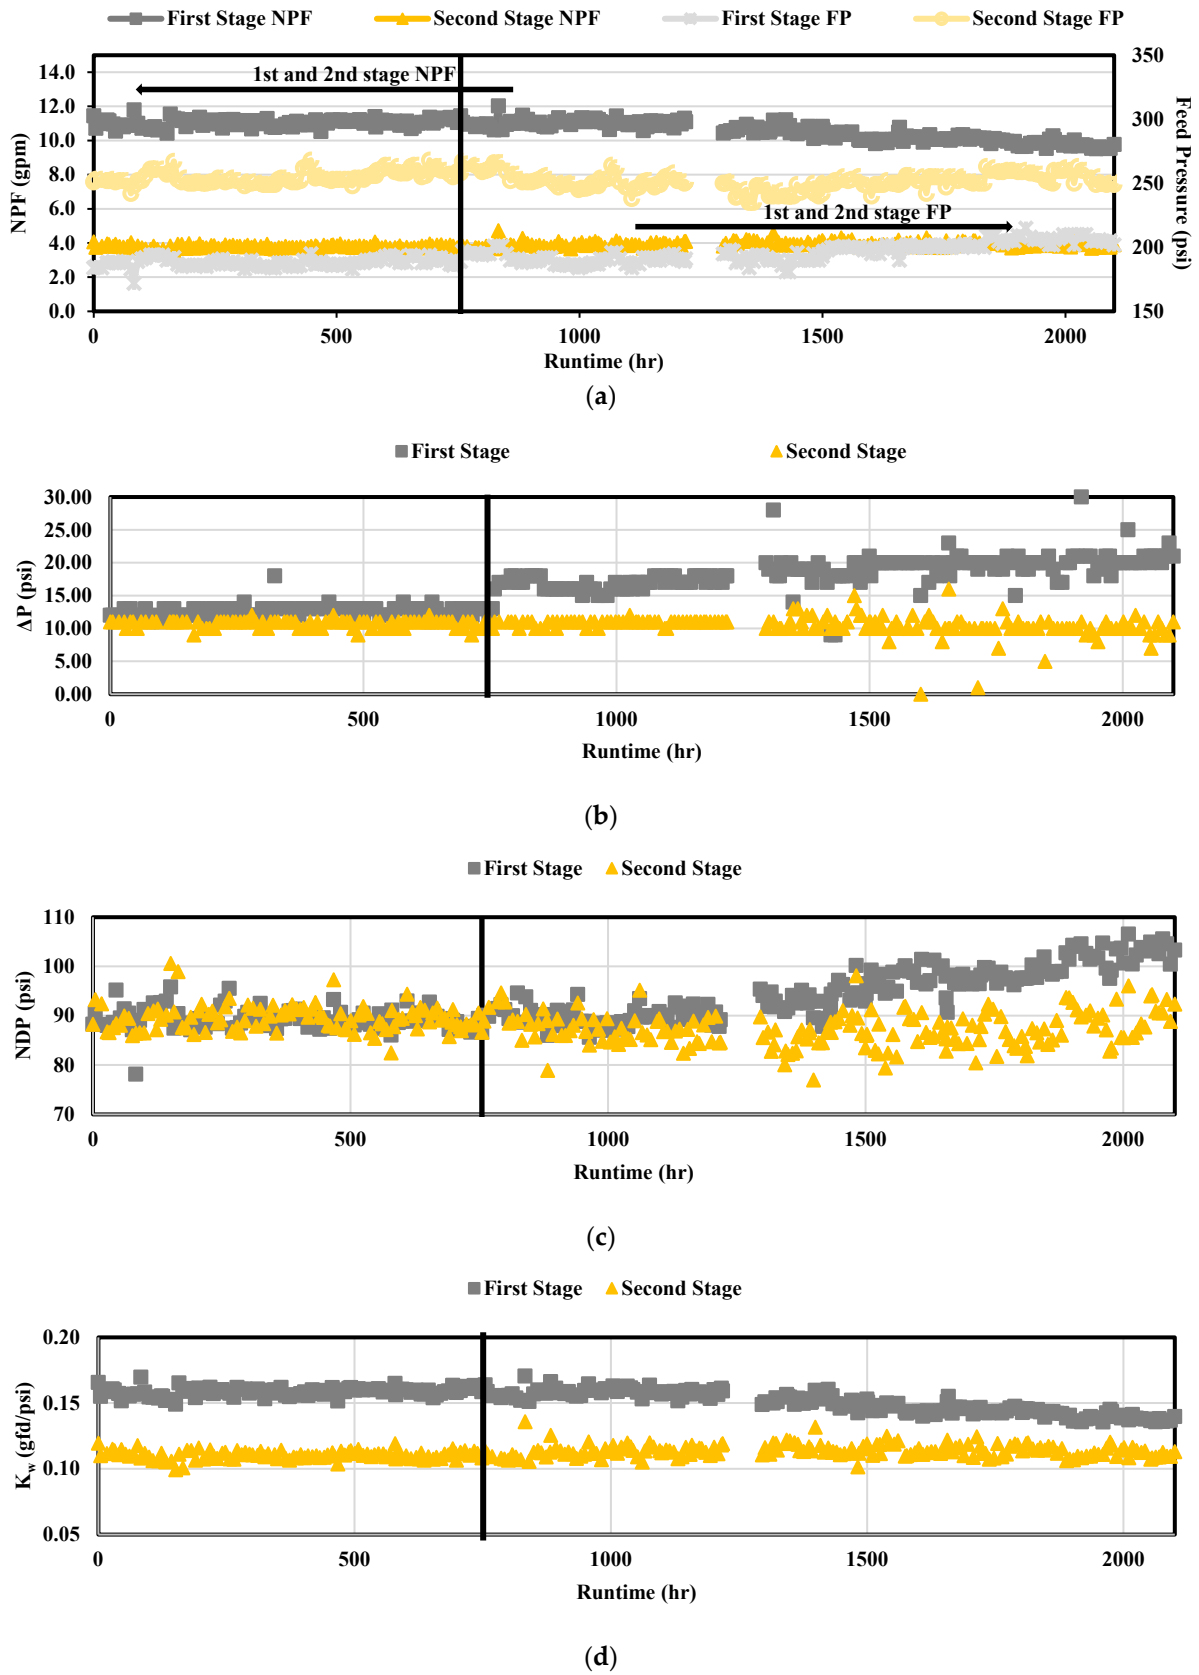 First Stage NPF Second Stage NPF First Stage FP Second Stage FP
350
14.0
1st and 2nd stage NPF
12.0
300
10.0
8.0
250
6.0
1st and 2nd stage FP
4.0
200
2.0
0.0
150
NPF (gpm)
Feed Pressure (psi)
0 500 1000 1500 2000
Runtime (hr)
(a)
First Stage Second Stage
30.00
25.00
20.00
15.00
10.00
5.00
0.00
ΔP (psi)
0 500 1000 1500 2000
Runtime (hr)
(b)
First Stage Second Stage
110
100
90
80
70
NDP (psi)
0 500 1000 1500 2000
Runtime (hr)
(c)
First Stage Second Stage
0.20
0.15
0.10
0.05
Kw (gfd/psi)
0 500 1000 1500 2000
Runtime (hr)
(d)